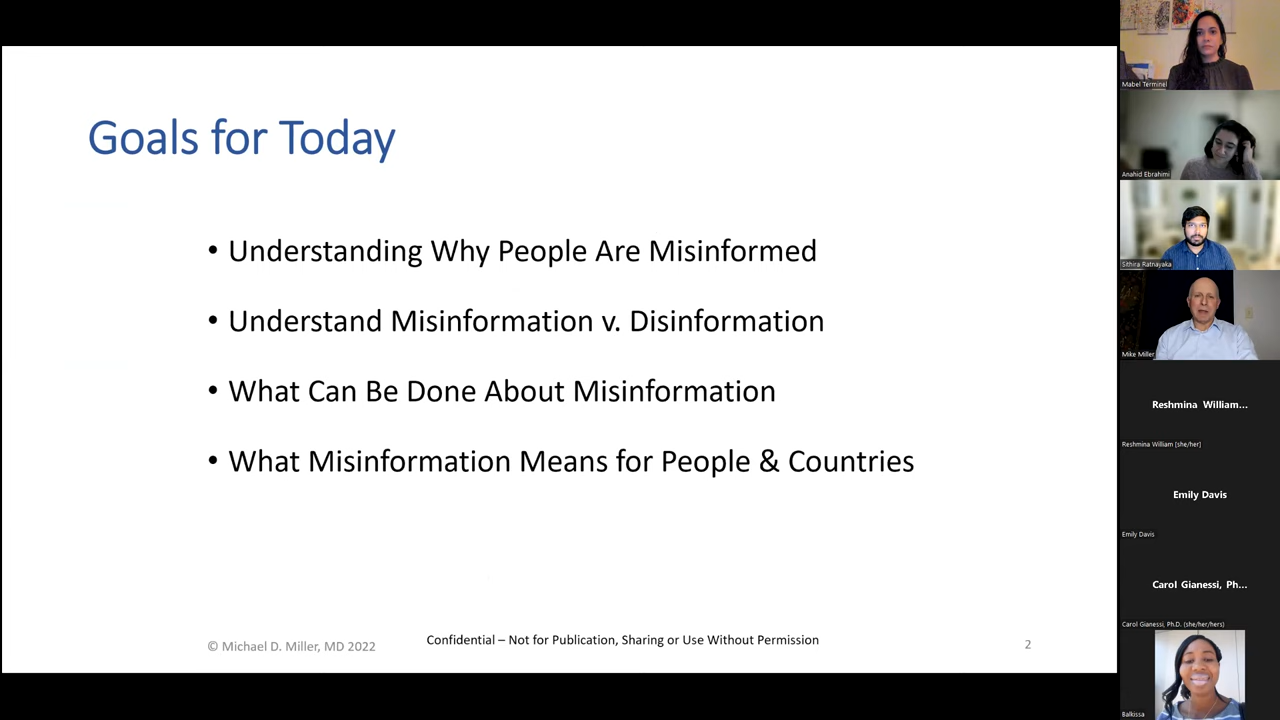 Goals for Today
• Understanding Why People Are Misinformed
• Understand Misinformation v. Disinformation
• What Can Be Done About Misinformation
• What Misinformation Means for People & Countries
© Michael D. Miller, MD 2022
Confidential – Not for Publication, Sharing or Use Without Permission
2
Mabel Terminel
Anahid Ebrahimi
Sithira Ratnayaka
Mike Miller
Reshmina William...
Reshmina William (she/her)
Emily Davis
Emily Davis
Carol Gianessi, Ph...
Carol Gianessi, Ph.D. (she/her/hers)
Balkissa